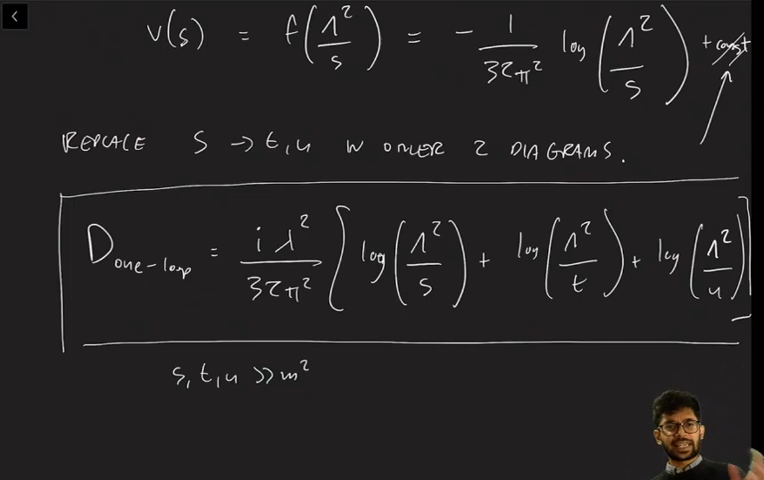 V(s) = f(Λ²/s) = - 1/32π² log(Λ²/s) + const
REPLACE S → t, u IN OTHER 2 DIAGRAMS.
D one-loop = iλ²/32π² [log(Λ²/s) + log(Λ²/t) + log(Λ²/u)]
s, t, u >> m²